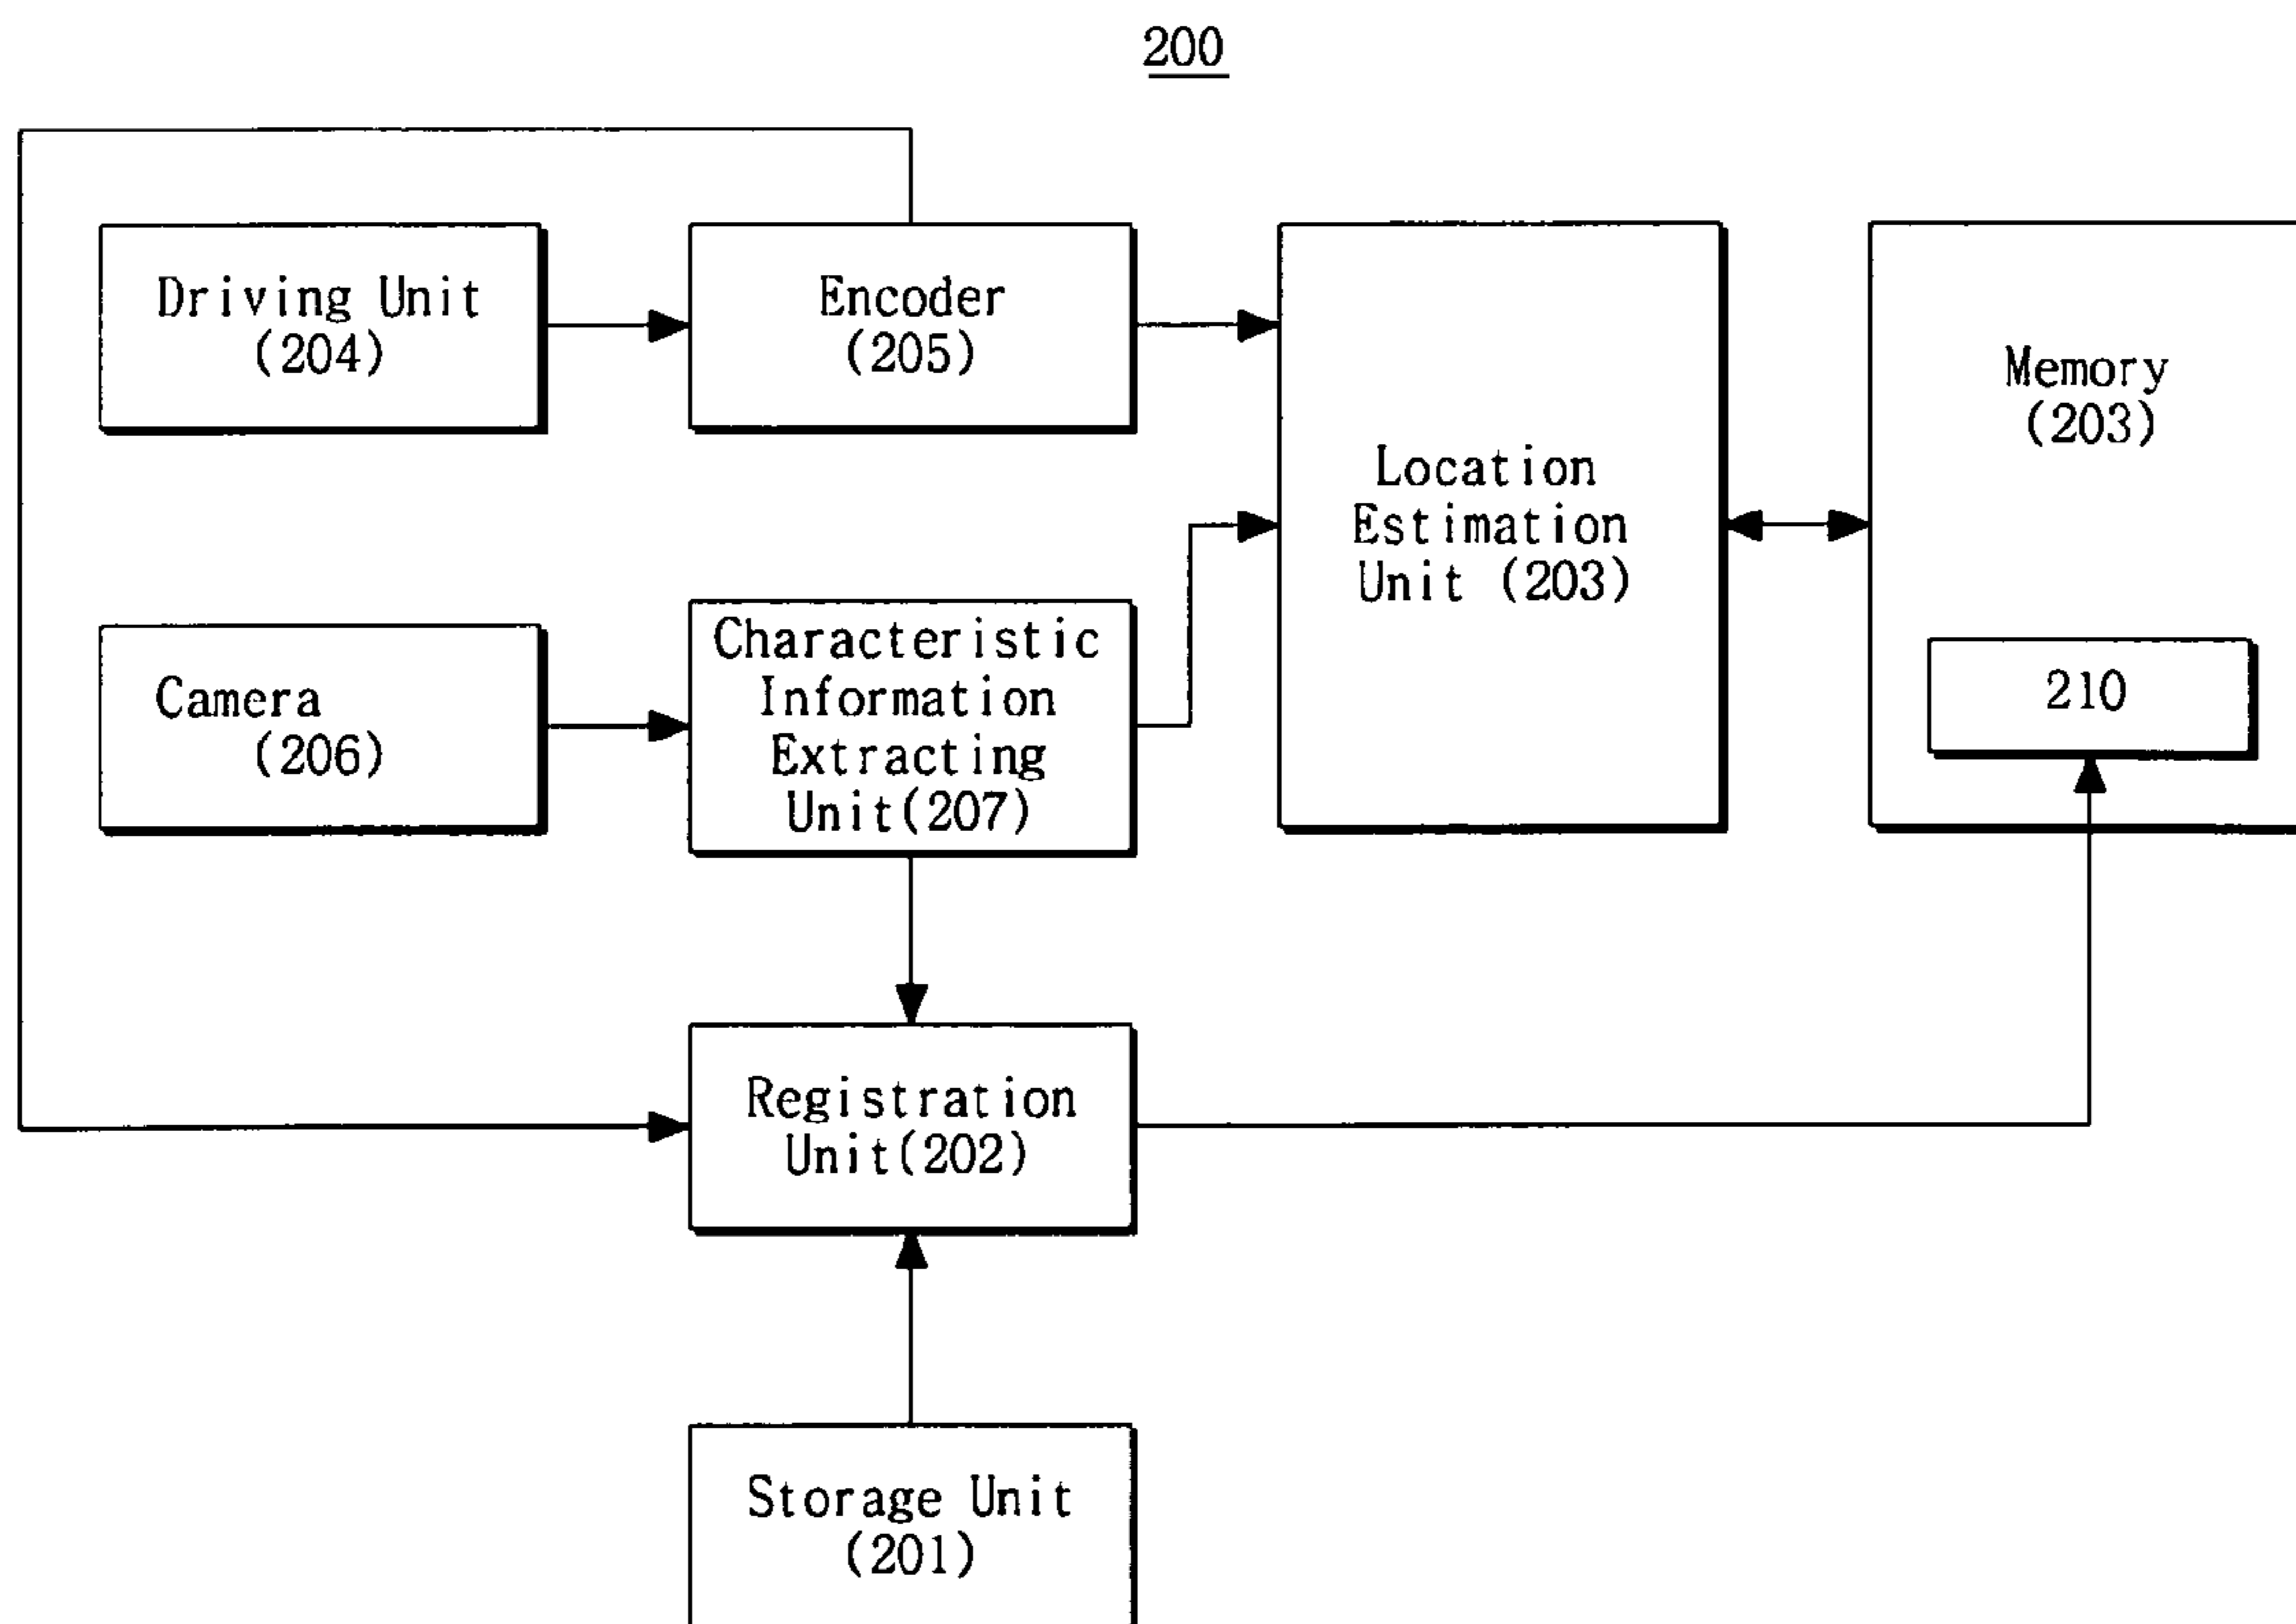 200
Driving Unit
(204)
Encoder
(205)
Location
Estimation
Unit (203)
Memory
(203)
210
Camera
(206)
Characteristic
Information
Extracting
Unit(207)
Registration
Unit(202)
Storage Unit
(201)